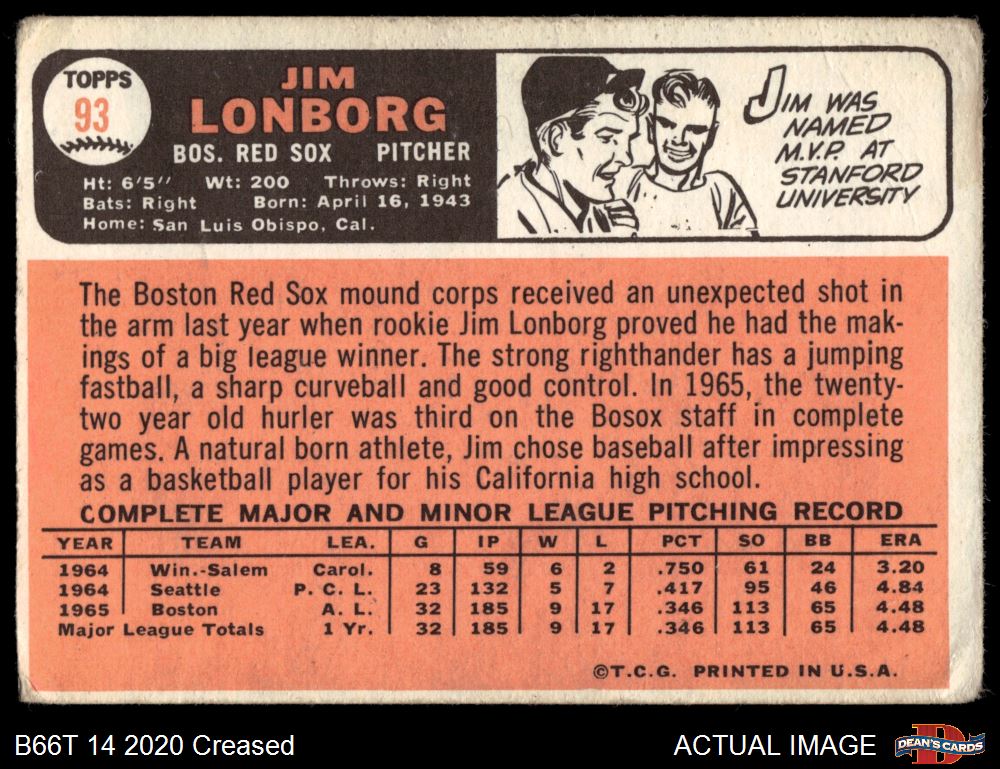 TOPPS
93
JIM
LONBORG
BOS. RED SOX PITCHER
Ht: 6'5" Wt: 200 Throws: Right
Bats: Right Born: April 16, 1943
Home: San Luis Obispo, Cal.
JIM WAS
NAMED
M.V.P. AT
STANFORD
UNIVERSITY
The Boston Red Sox mound corps received an unexpected shot in
the arm last year when rookie Jim Lonborg proved he had the mak-
ings of a big league winner. The strong righthander has a jumping
fastball, a sharp curveball and good control. In 1965, the twenty-
two year old hurler was third on the Bosox staff in complete
games. A natural born athlete, Jim chose baseball after impressing
as a basketball player for his California high school.
COMPLETE MAJOR AND MINOR LEAGUE PITCHING RECORD
YEAR TEAM LEA. G IP W L PCT SO BB ERA
1964 Win.-Salem Carol. 8 59 6 2 .750 61 24 3.20
1964 Seattle P. C. L. 23 132 5 7 .417 95 46 4.84
1965 Boston A. L. 32 185 9 17 .346 113 65 4.48
Major League Totals 1 Yr. 32 185 9 17 .346 113 65 4.48
©T.C.G. PRINTED IN U.S.A.
B66T 14 2020 Creased
ACTUAL IMAGE
D
DEAN'S CARDS